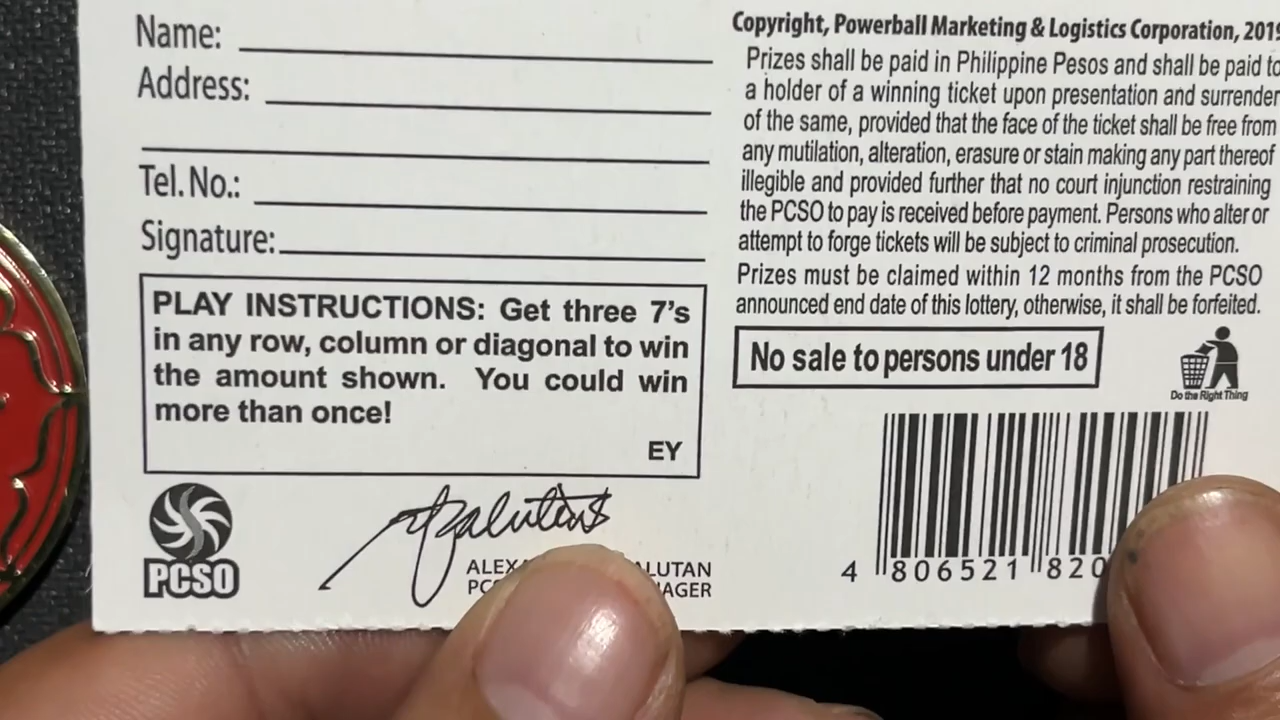 Name:
Address:
Tel. No.:
Signature:
PLAY INSTRUCTIONS: Get three 7's
in any row, column or diagonal to win
the amount shown. You could win
more than once!
EY
PCSO
Copyright, Powerball Marketing & Logistics Corporation, 2019
Prizes shall be paid in Philippine Pesos and shall be paid to
a holder of a winning ticket upon presentation and surrender
of the same, provided that the face of the ticket shall be free from
any mutilation, alteration, erasure or stain making any part thereof
illegible and provided further that no court injunction restraining
the PCSO to pay is received before payment. Persons who alter or
attempt to forge tickets will be subject to criminal prosecution.
Prizes must be claimed within 12 months from the PCSO
announced end date of this lottery, otherwise, it shall be forfeited.
No sale to persons under 18
Do the Right Thing
4 806521 820